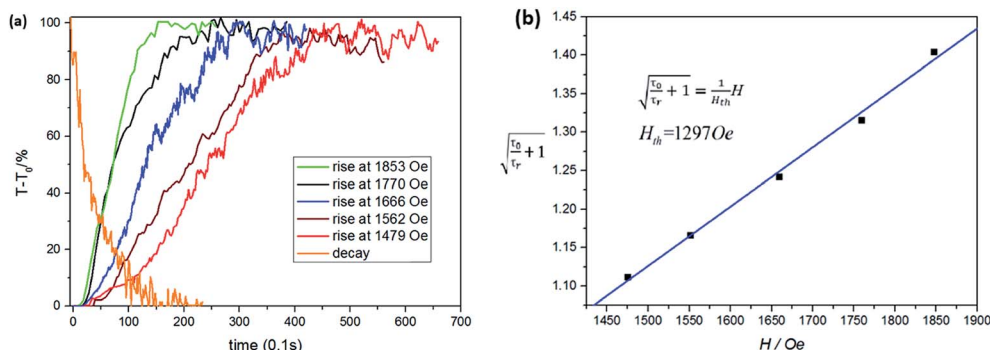 (a)
T-T₀/%
100
80
60
40
20
0
rise at 1853 Oe
rise at 1770 Oe
rise at 1666 Oe
rise at 1562 Oe
rise at 1479 Oe
decay
0 100 200 300 400 500 600 700
time (0.1s)
(b)
√(τ₀/τᵣ +1)
1.45
1.40
1.35
1.30
1.25
1.20
1.15
1.10
√(τ₀/τᵣ + 1) = 1/Hₜₕ H
Hₜₕ=1297Oe
1450 1500 1550 1600 1650 1700 1750 1800 1850 1900
H / Oe